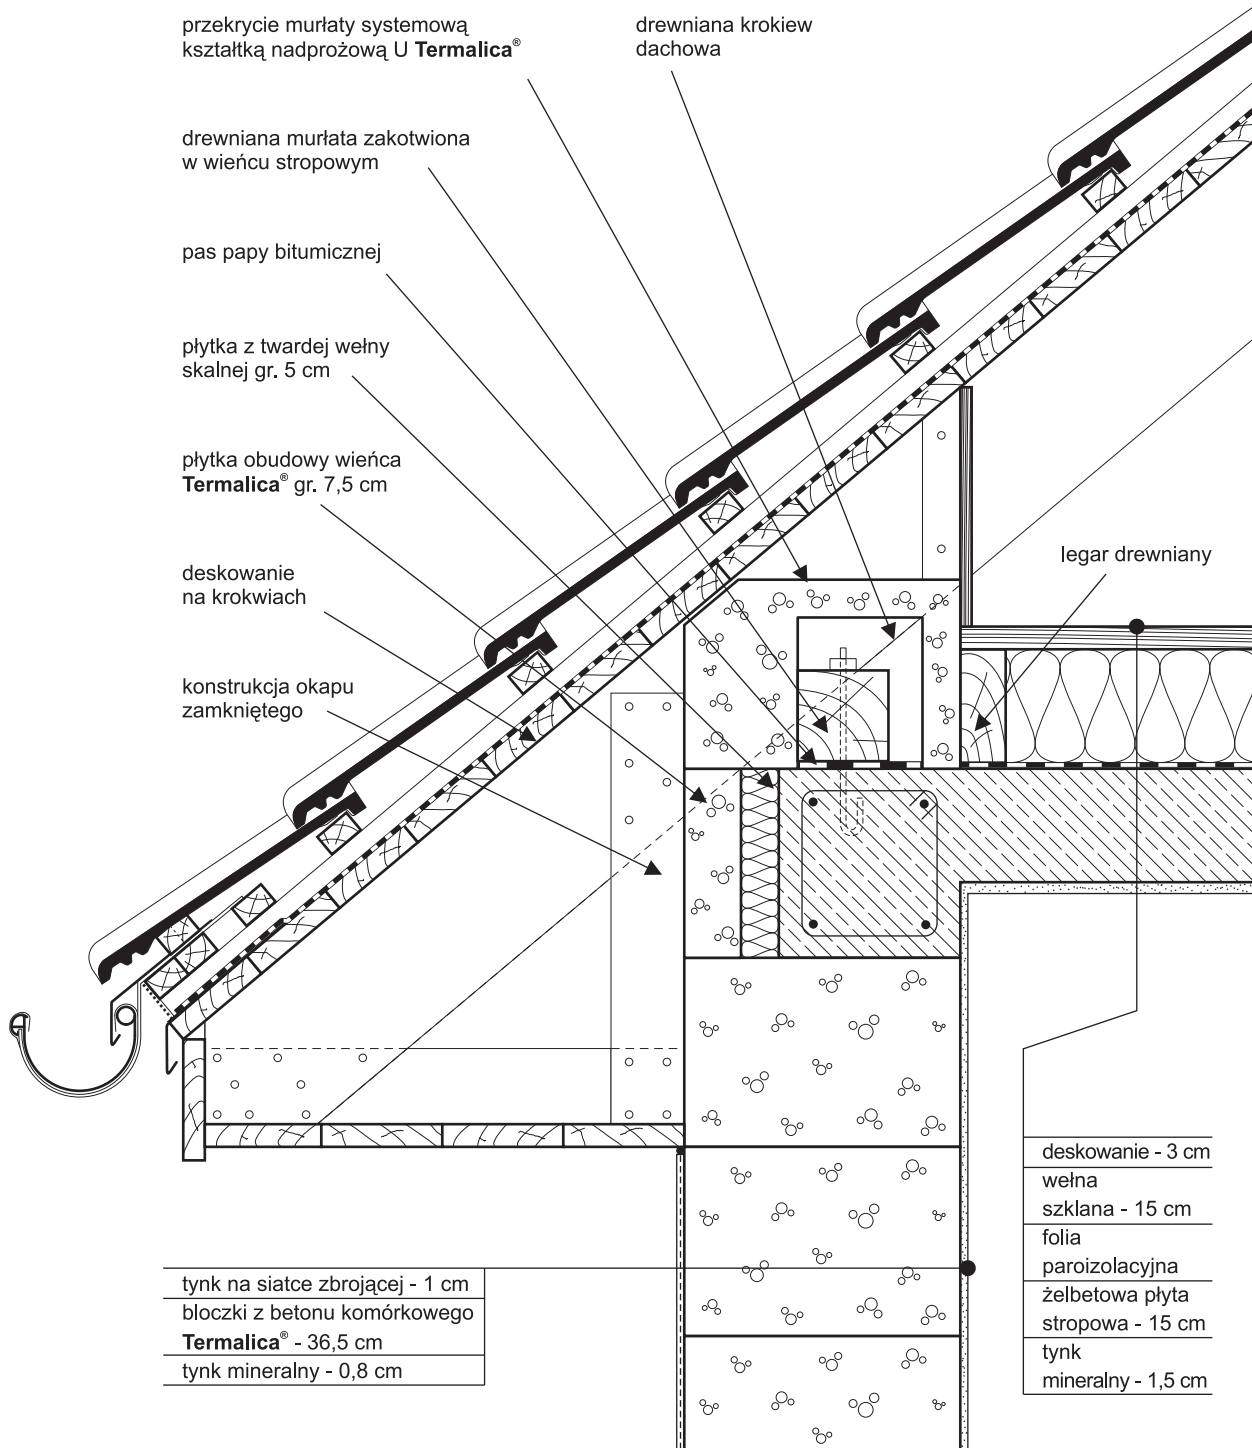 przekrycie murłaty systemową
kształtką nadprożową U Termalica®
drewniana krokiew
dachowa
drewniana murłata zakotwiona
w wieńcu stropowym
pas papy bitumicznej
płytka z twardej wełny
skalnej gr. 5 cm
płytka obudowy wieńca
Termalica® gr. 7,5 cm
deskowanie
na krokwiach
legar drewniany
konstrukcja okapu
zamkniętego
deskowanie - 3 cm
wełna
szklana - 15 cm
folia
paroizolacyjna
żelbetowa płyta
stropowa - 15 cm
tynk
mineralny - 1,5 cm
tynk na siatce zbrojącej - 1 cm
bloczki z betonu komórkowego
Termalica® - 36,5 cm
tynk mineralny - 0,8 cm